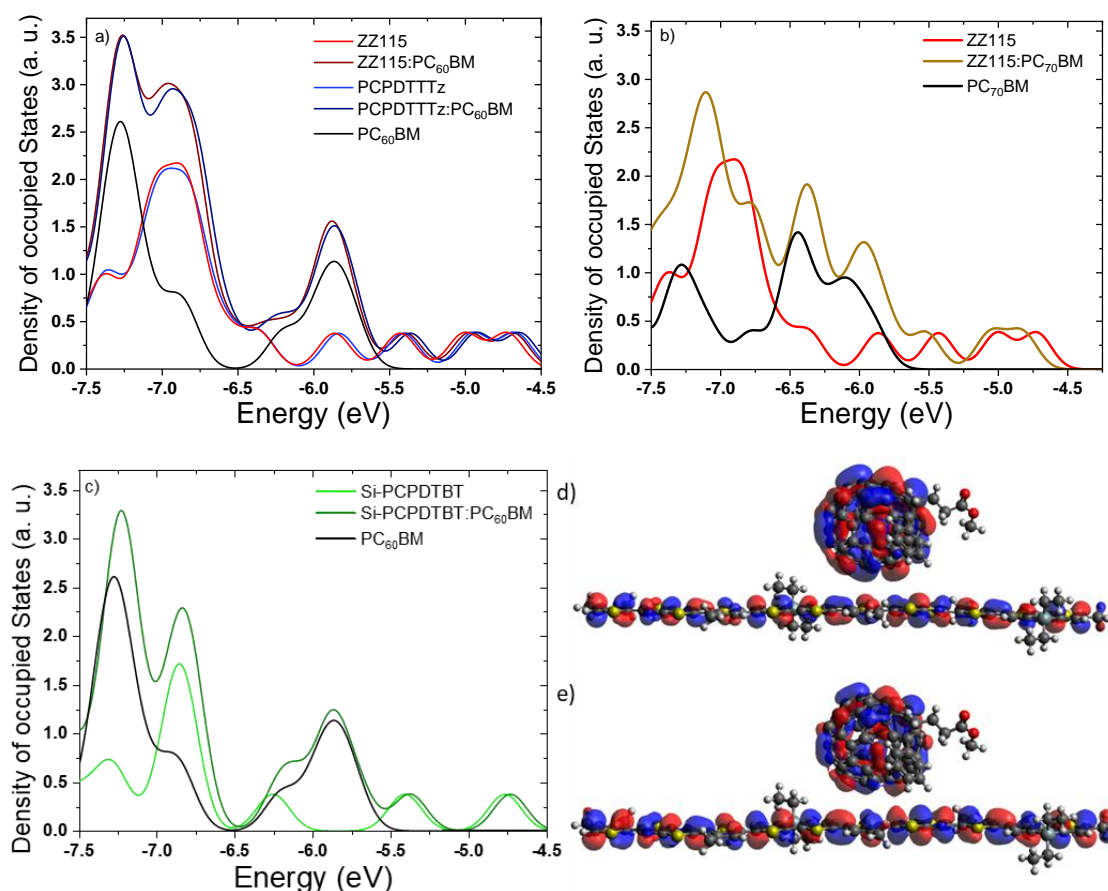 a)
ZZ115
ZZ115:PC₆₀BM
PCPDTTTz
PCPDTTTz:PC₆₀BM
PC₆₀BM
Density of occupied States (a. u.)
3.5
3.0
2.5
2.0
1.5
1.0
0.5
0.0
-7.5 -7.0 -6.5 -6.0 -5.5 -5.0 -4.5
Energy (eV)
b)
ZZ115
ZZ115:PC₇₀BM
PC₇₀BM
Density of occupied States (a. u.)
3.5
3.0
2.5
2.0
1.5
1.0
0.5
0.0
-7.5 -7.0 -6.5 -6.0 -5.5 -5.0 -4.5
Energy (eV)
c)
Si-PCPDTBT
Si-PCPDTBT:PC₆₀BM
PC₆₀BM
Density of occupied States (a. u.)
3.5
3.0
2.5
2.0
1.5
1.0
0.5
0.0
-7.5 -7.0 -6.5 -6.0 -5.5 -5.0 -4.5
Energy (eV)
d)
e)